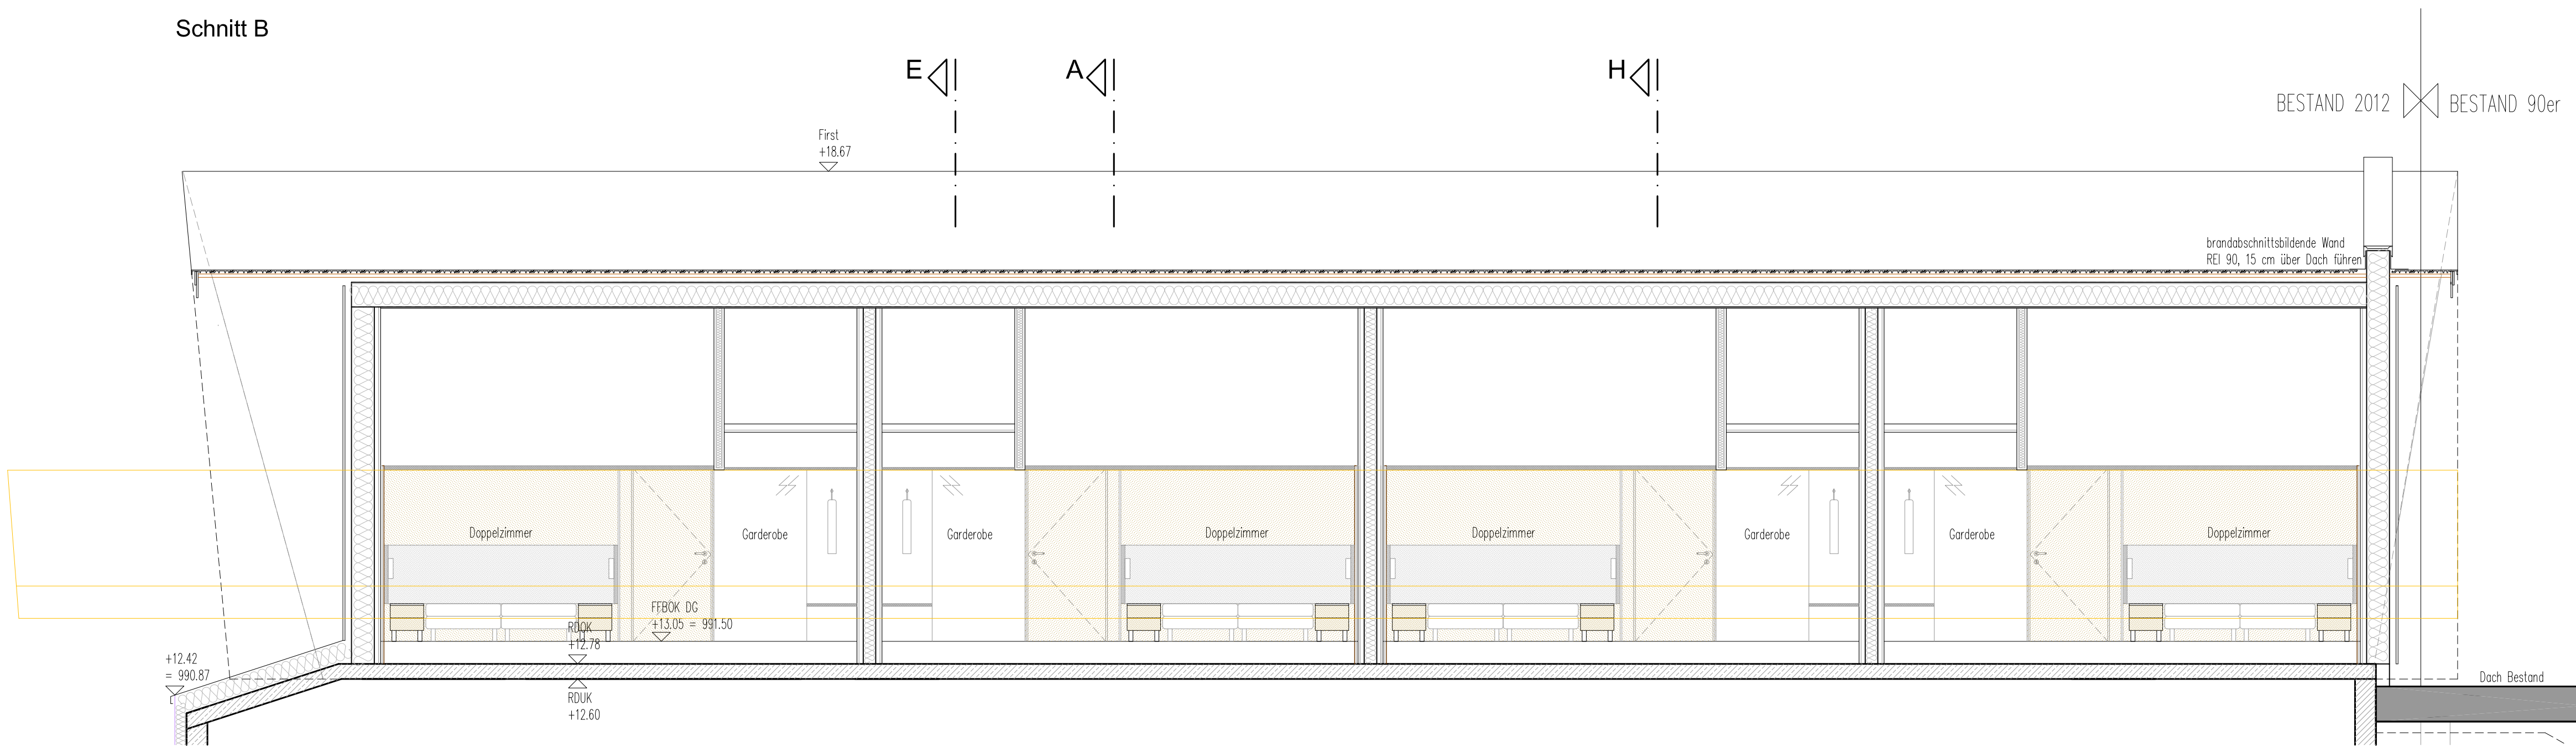 Schnitt B
E
A
H
BESTAND 2012
BESTAND 90er
First
+18.67
brandabschnittsbildende Wand
REI 90, 15 cm über Dach führen
Doppelzimmer
Garderobe
Garderobe
Doppelzimmer
Doppelzimmer
Garderobe
Garderobe
Doppelzimmer
FFBOK DG
+13.05 = 991.50
RDOK
+12.78
+12.42
= 990.87
RDUK
+12.60
Dach Bestand